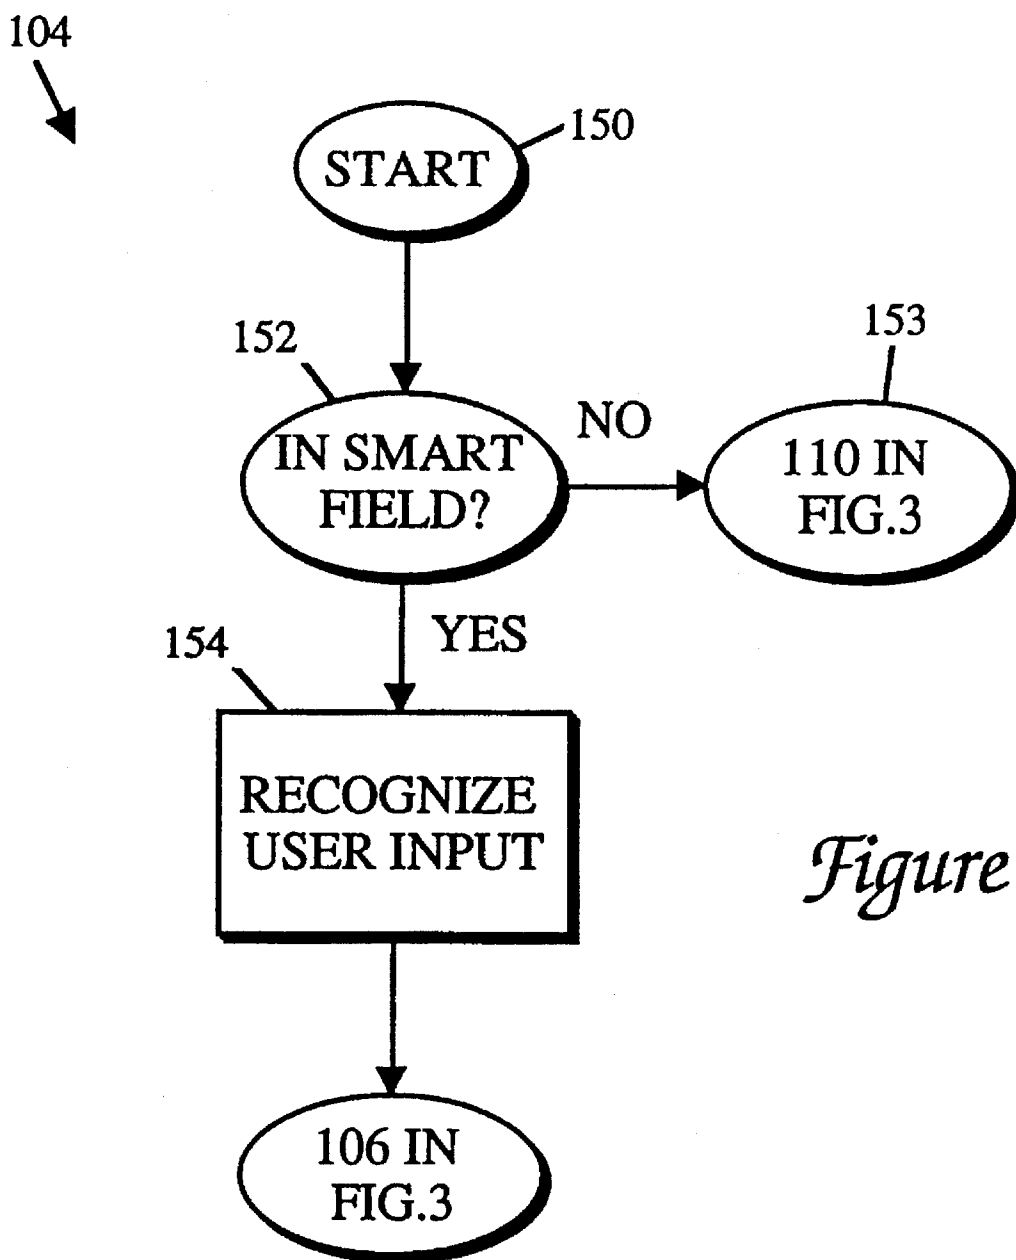 104
150
START
152
153
IN SMART
FIELD?
NO
110 IN
FIG.3
YES
154
RECOGNIZE
USER INPUT
Figure
106 IN
FIG.3